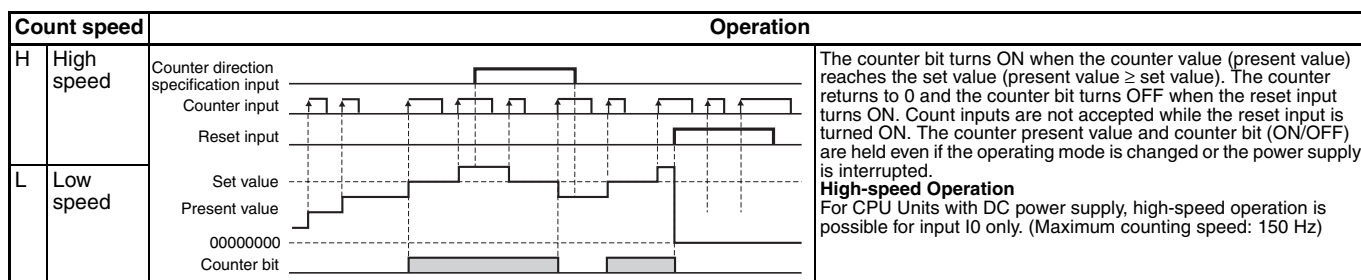 Count speed
Operation
H
High
speed
L
Low
speed
Counter direction
specification input
Counter input
Reset input
Set value
Present value
00000000
Counter bit
The counter bit turns ON when the counter value (present value)
reaches the set value (present value ≥ set value). The counter
returns to 0 and the counter bit turns OFF when the reset input
turns ON. Count inputs are not accepted while the reset input is
turned ON. The counter present value and counter bit (ON/OFF)
are held even if the operating mode is changed or the power supply
is interrupted.
High-speed Operation
For CPU Units with DC power supply, high-speed operation is
possible for input I0 only. (Maximum counting speed: 150 Hz)